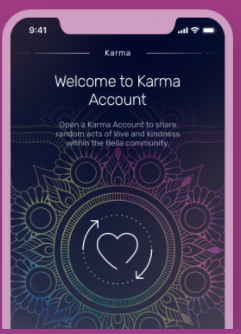 9:41
Karma
Welcome to Karma
Account
Open a Karma Account to share
random acts of love and kindness
within the Bella community.